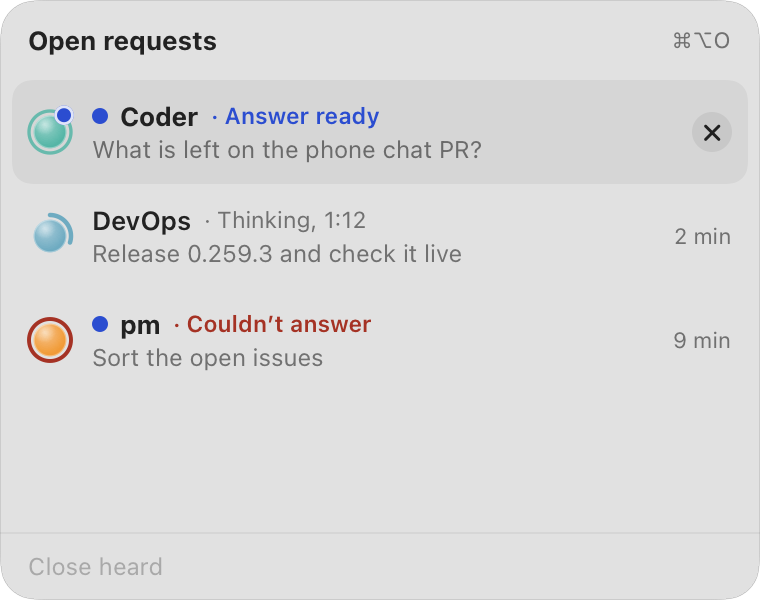 Open requests ⌘⌥O
Coder · Answer ready
What is left on the phone chat PR?
DevOps · Thinking, 1:12
Release 0.259.3 and check it live
2 min
pm · Couldn’t answer
Sort the open issues
9 min
Close heard